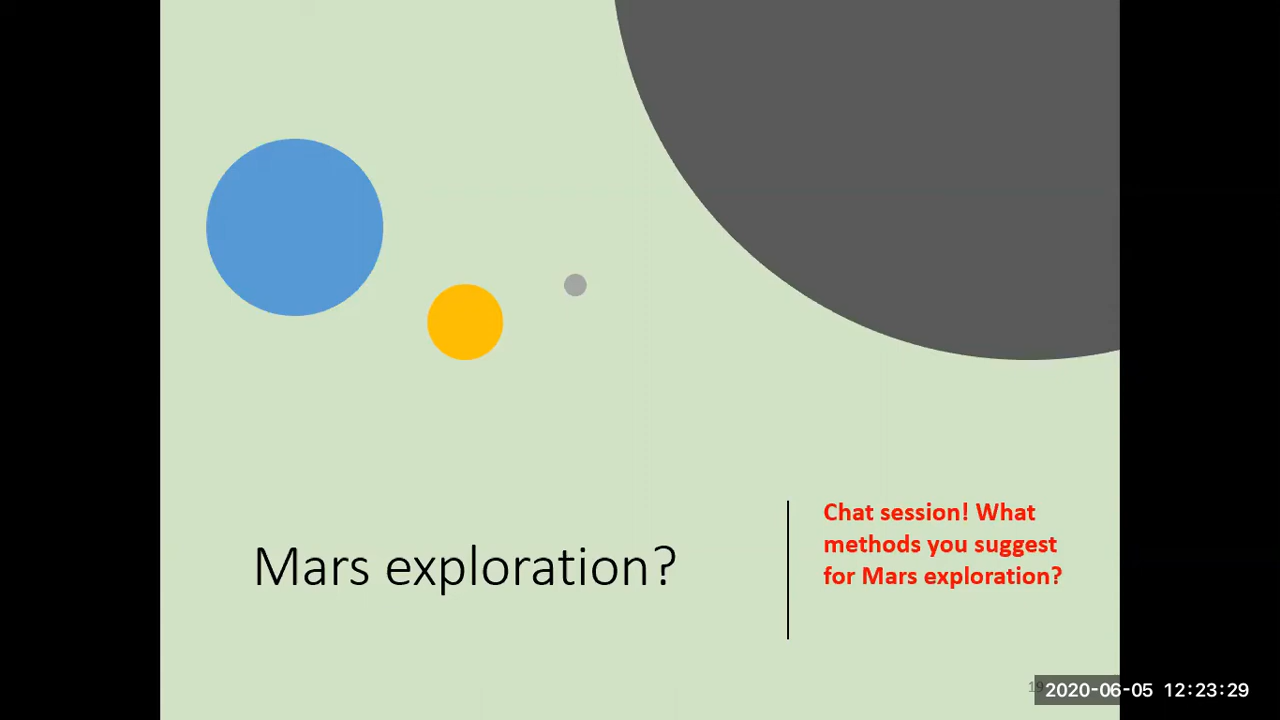 Mars exploration?
Chat session! What
methods you suggest
for Mars exploration?
2020-06-05 12:23:29